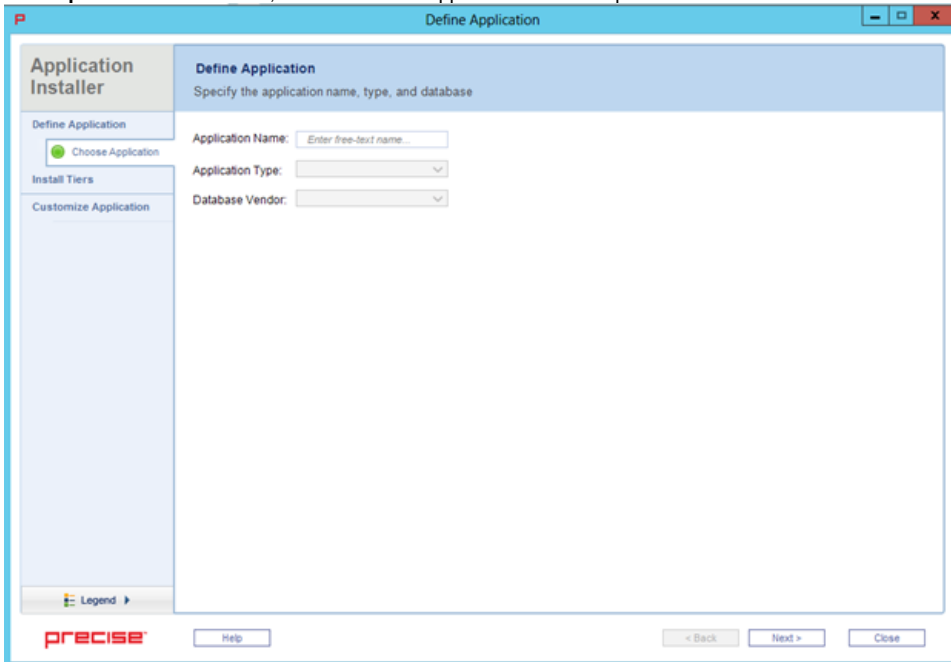 Define Application
Application Installer
Define Application
Choose Application
Install Tiers
Customize Application
Legend
Define Application
Specify the application name, type, and database
Application Name: Enter free-text name...
Application Type:
Database Vendor:
precise
Help
< Back
Next >
Close